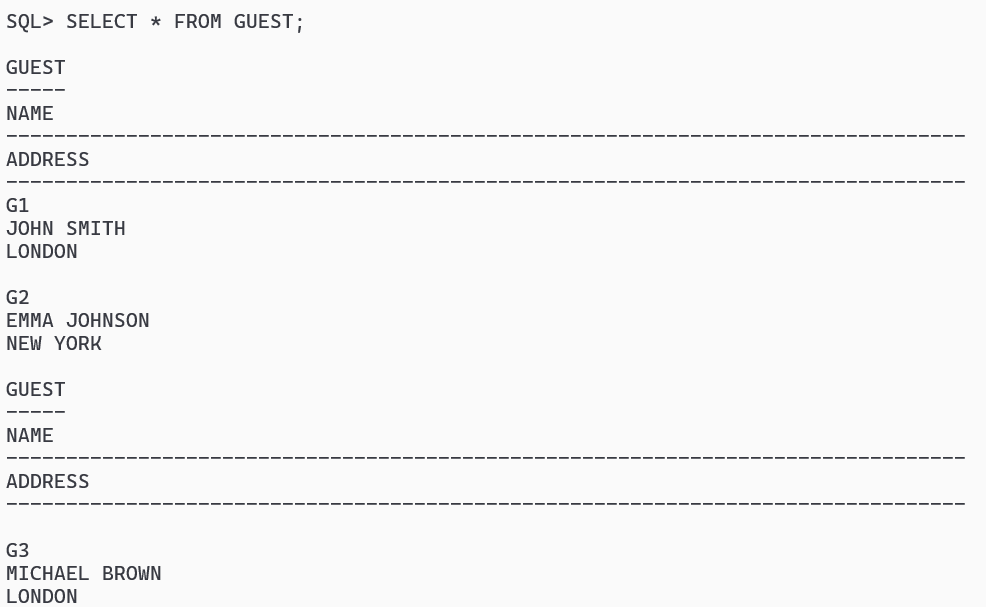 SQL> SELECT * FROM GUEST;
GUEST
-----
NAME
--------------------------------------------------------------------------------
ADDRESS
--------------------------------------------------------------------------------
G1
JOHN SMITH
LONDON
G2
EMMA JOHNSON
NEW YORK
GUEST
-----
NAME
--------------------------------------------------------------------------------
ADDRESS
--------------------------------------------------------------------------------
G3
MICHAEL BROWN
LONDON